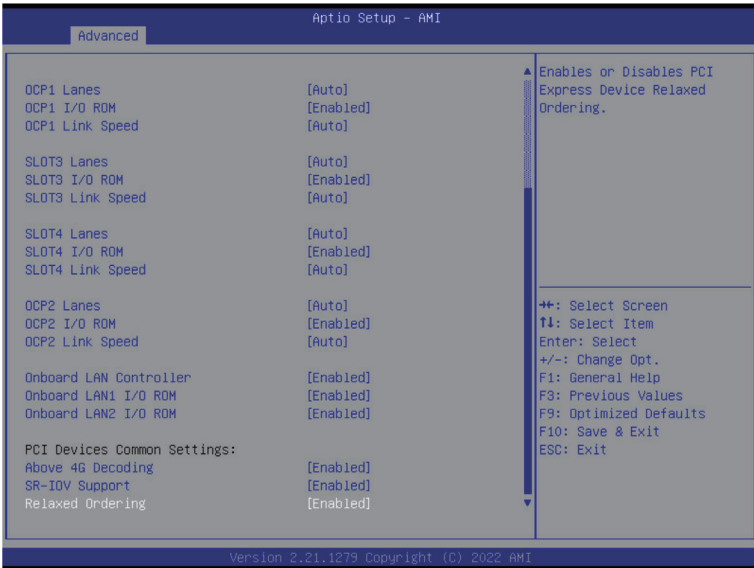 Aptio Setup – AMI
Advanced
OCP1 Lanes [Auto]
OCP1 I/O ROM [Enabled]
OCP1 Link Speed [Auto]
SLOT3 Lanes [Auto]
SLOT3 I/O ROM [Enabled]
SLOT3 Link Speed [Auto]
SLOT4 Lanes [Auto]
SLOT4 I/O ROM [Enabled]
SLOT4 Link Speed [Auto]
OCP2 Lanes [Auto]
OCP2 I/O ROM [Enabled]
OCP2 Link Speed [Auto]
Onboard LAN Controller [Enabled]
Onboard LAN1 I/O ROM [Enabled]
Onboard LAN2 I/O ROM [Enabled]
PCI Devices Common Settings:
Above 4G Decoding [Enabled]
SR-IOV Support [Enabled]
Relaxed Ordering [Enabled]
Enables or Disables PCI
Express Device Relaxed
Ordering.
→←: Select Screen
↑↓: Select Item
Enter: Select
+/-: Change Opt.
F1: General Help
F3: Previous Values
F9: Optimized Defaults
F10: Save & Exit
ESC: Exit
Version 2.21.1279 Copyright (C) 2022 AMI